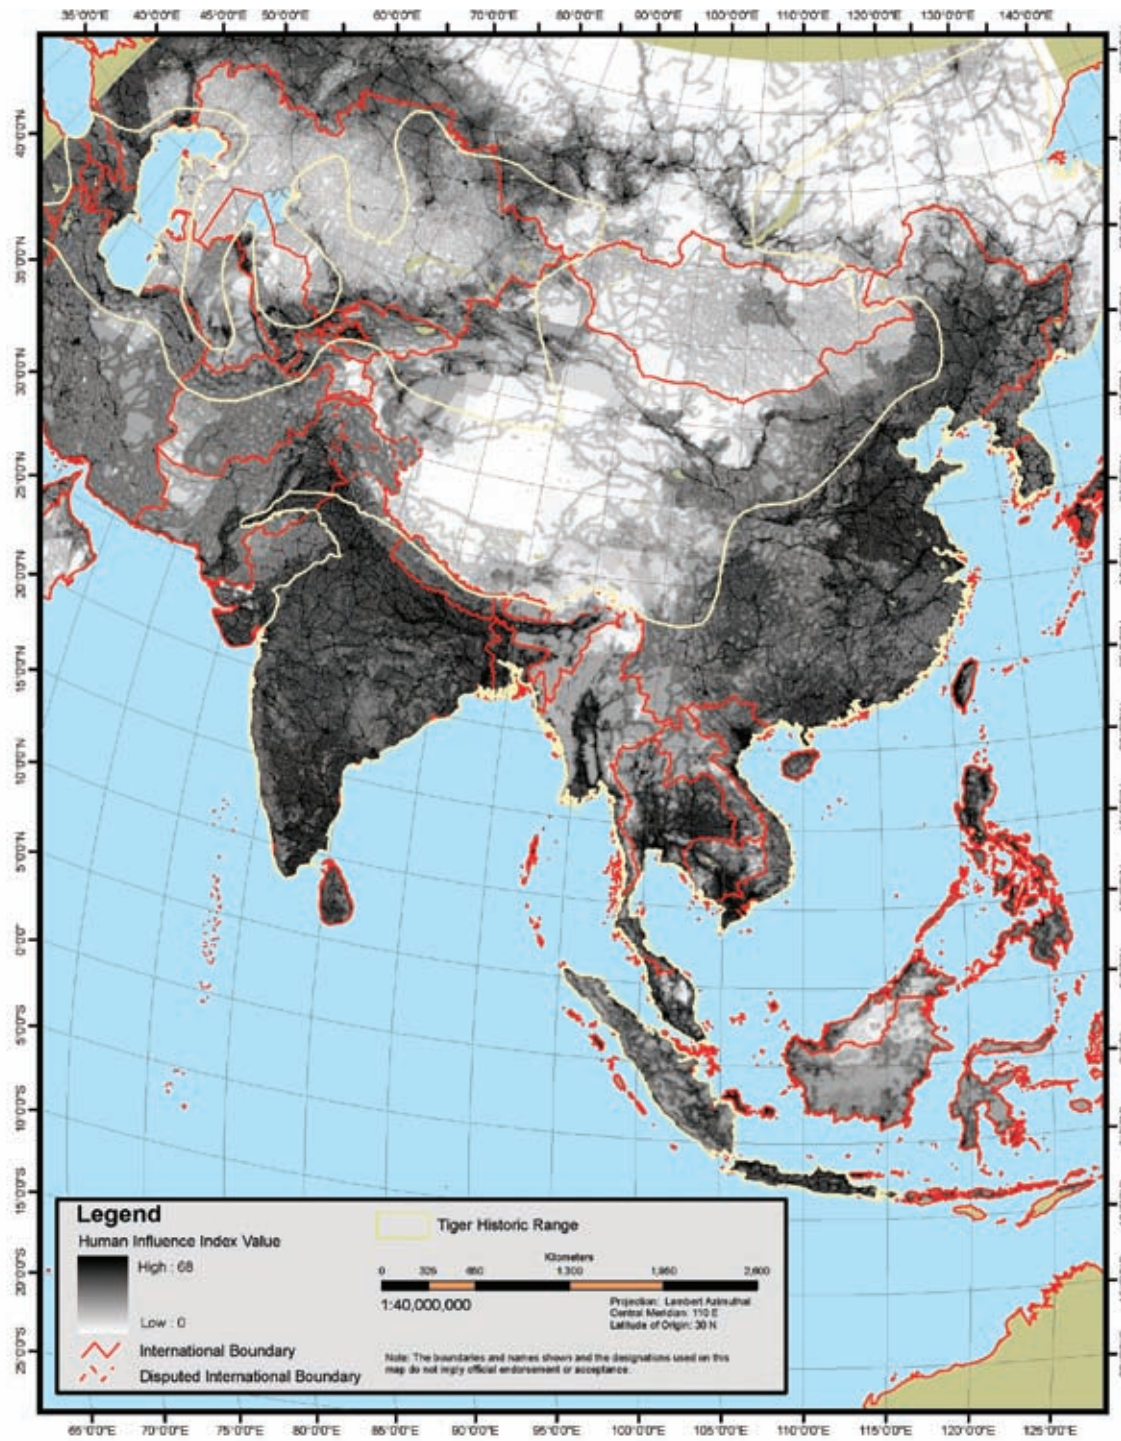 35°0'0"E 40°0'0"E 45°0'0"E 50°0'0"E 60°0'0"E 70°0'0"E 80°0'0"E 90°0'0"E 100°0'0"E 110°0'0"E 120°0'0"E 130°0'0"E 140°0'0"E
40°0'0"N
35°0'0"N
30°0'0"N
25°0'0"N
20°0'0"N
15°0'0"N
10°0'0"N
5°0'0"N
0°0'0"
5°0'0"S
10°0'0"S
15°0'0"S
20°0'0"S
25°0'0"S
Legend
Human Influence Index Value
High : 68
Low : 0
International Boundary
Disputed International Boundary
Tiger Historic Range
Kilometers
0 325 650 1,300 1,950 2,600
1:40,000,000
Projection: Lambert Azimuthal
Central Meridian: 110 E
Latitude of Origin: 30 N
Note: The boundaries and names shown and the designations used on this
map do not imply official endorsement or acceptance.
65°0'0"E 70°0'0"E 75°0'0"E 80°0'0"E 85°0'0"E 90°0'0"E 95°0'0"E 100°0'0"E 105°0'0"E 110°0'0"E 115°0'0"E 120°0'0"E 125°0'0"E